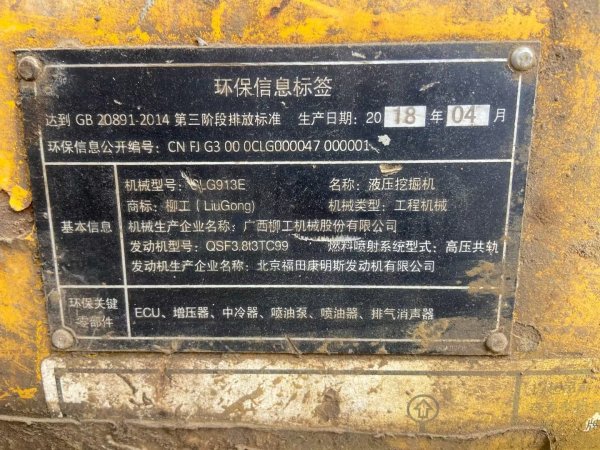 环保信息标签
达到 GB 20891-2014 第三阶段排放标准 生产日期：2018 年 04 月
环保信息公开编号：CN FJ G3 00 0CLG000047 000001
机械型号：CLG913E 名称：液压挖掘机
商标：柳工（LiuGong） 机械类型：工程机械
基本信息 机械生产企业名称：广西柳工机械股份有限公司
发动机型号：QSF3.8t3TC99 燃料喷射系统型式：高压共轨
发动机生产企业名称：北京福田康明斯发动机有限公司
环保关键零部件 ECU、增压器、中冷器、喷油泵、喷油器、排气消声器